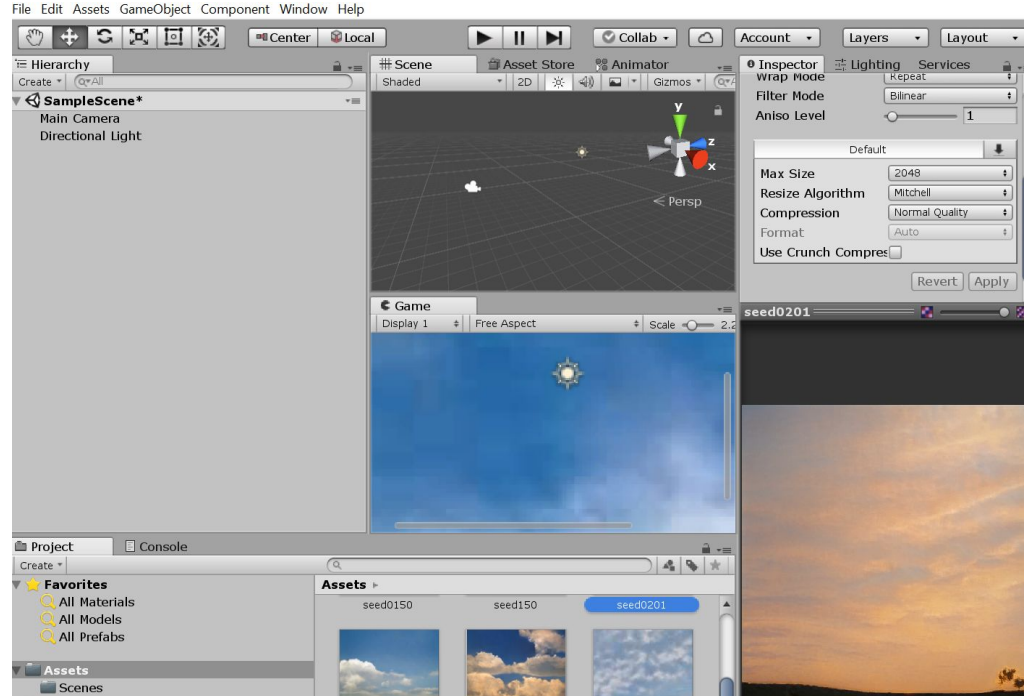 File Edit Assets GameObject Component Window Help
Center Local Collab Account Layers Layout
Hierarchy
Create All
SampleScene*
Main Camera
Directional Light
Scene Asset Store Animator
Shaded 2D Gizmos
y
z
x
Persp
Game
Display 1 Free Aspect Scale 2.2
Inspector Lighting Services
Wrap Mode Repeat
Filter Mode Bilinear
Aniso Level 1
Default
Max Size 2048
Resize Algorithm Mitchell
Compression Normal Quality
Format Auto
Use Crunch Compres
Revert Apply
seed0201
Project Console
Create
Favorites
All Materials
All Models
All Prefabs
Assets
Scenes
Assets
seed0150 seed150 seed0201